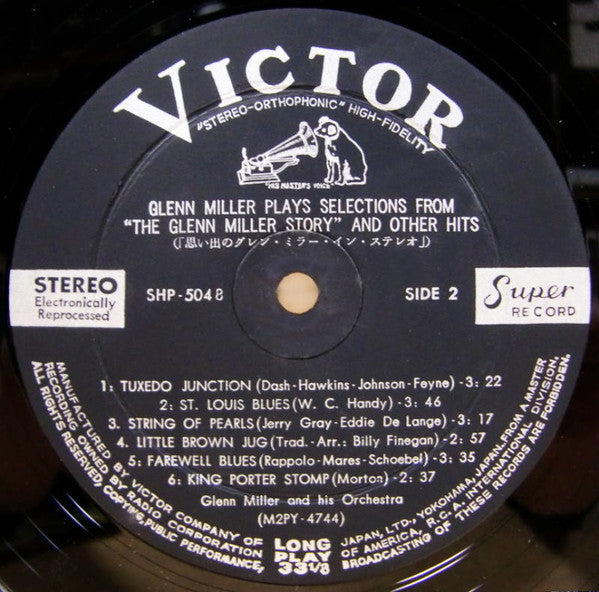 VICTOR
"STEREO-ORTHOPHONIC" HIGH-FIDELITY
"HIS MASTER'S VOICE"
GLENN MILLER PLAYS SELECTIONS FROM
"THE GLENN MILLER STORY" AND OTHER HITS
(「思い出のグレン・ミラー・イン・ステレオ」)
STEREO
Electronically
Reprocessed
SHP-5048
SIDE 2
Super
RECORD
1: TUXEDO JUNCTION (Dash-Hawkins-Johnson-Feyne)-3: 22
2: ST. LOUIS BLUES (W. C. Handy)-3: 46
3: STRING OF PEARLS (Jerry Gray-Eddie De Lange)-3: 17
4: LITTLE BROWN JUG (Trad.-Arr.: Billy Finegan)-2: 57
5: FAREWELL BLUES (Rappolo-Mares-Schoebel)-3: 35
6: KING PORTER STOMP (Morton)-2: 37
Glenn Miller and his Orchestra
(M2PY-4744)
LONG
PLAY
33 1/3
MANUFACTURED BY VICTOR COMPANY OF JAPAN, LTD., YOKOHAMA, JAPAN, FROM A MASTER
RECORDING OWNED BY RADIO CORPORATION OF AMERICA, R.C.A. INTERNATIONAL DIVISION,
ALL RIGHTS RESERVED, COPYING, PUBLIC PERFORMANCE, BROADCASTING OF THESE RECORDS ARE FORBIDDEN.